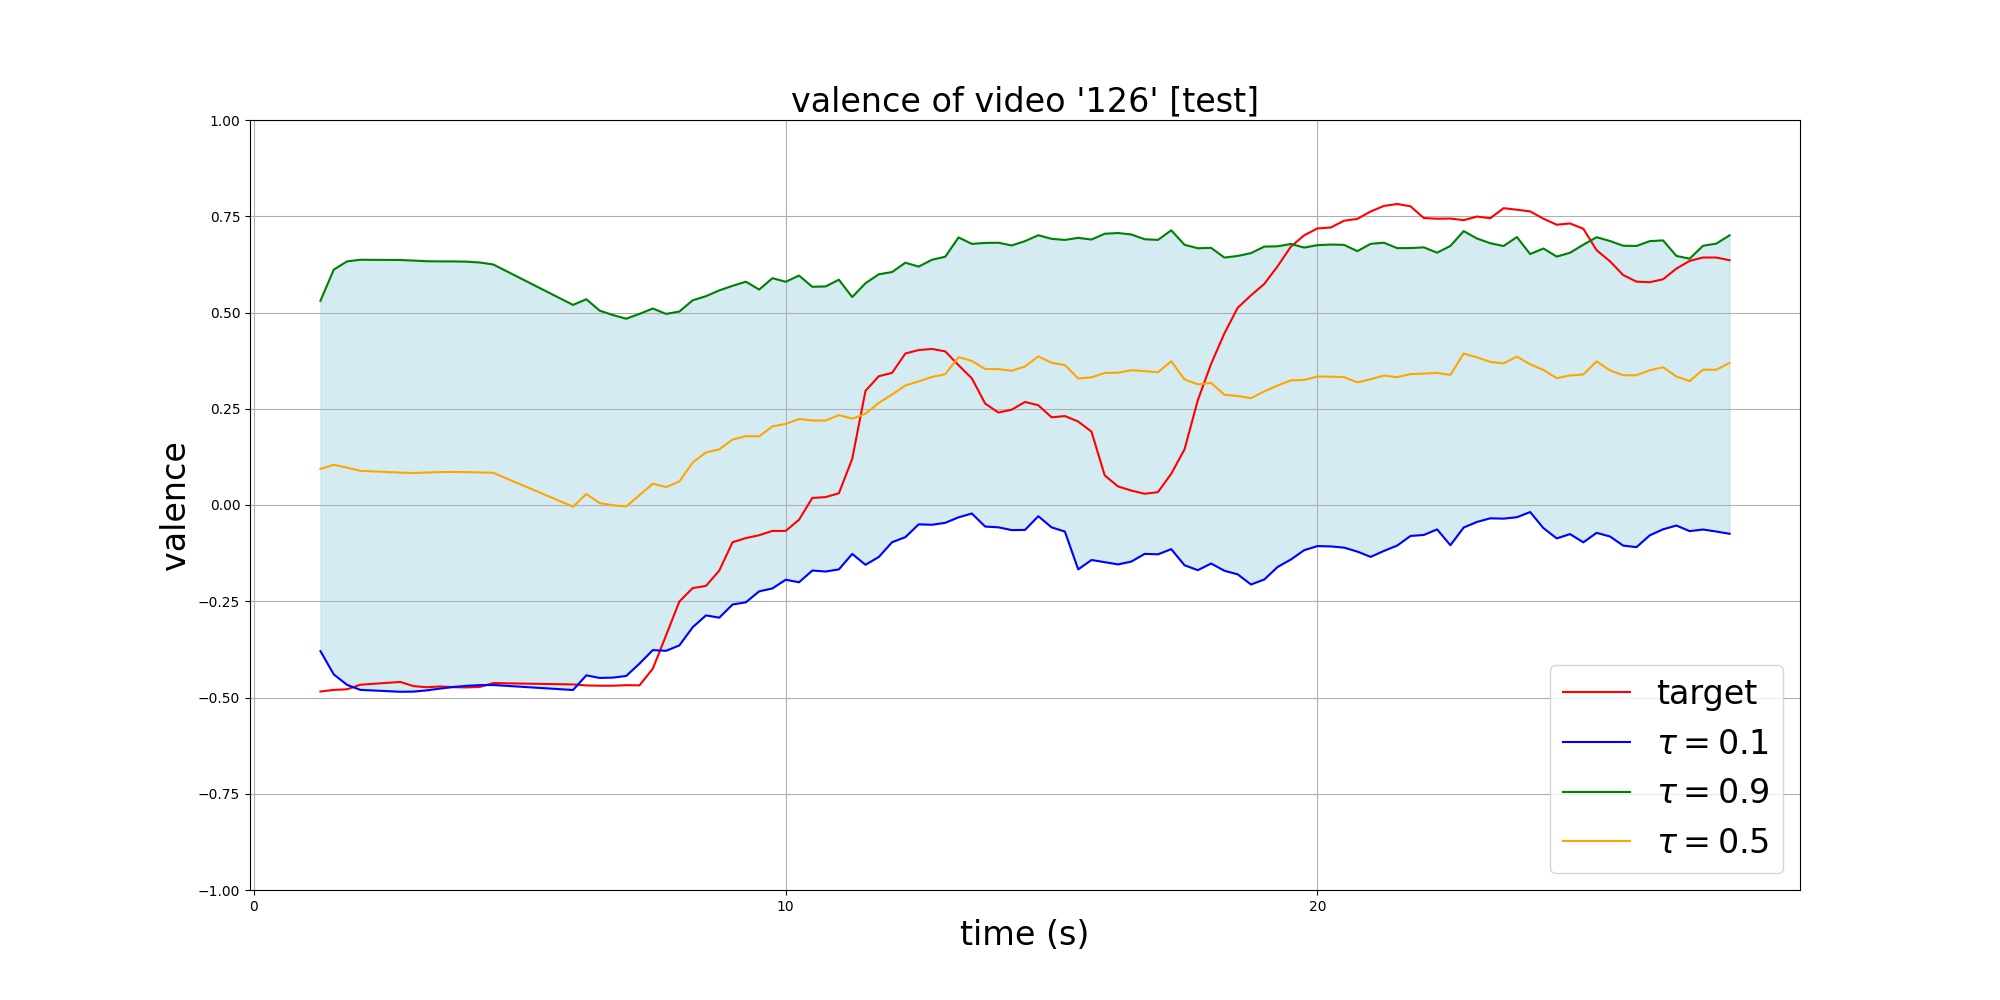 valence of video '126' [test]
1.00
0.75
0.50
0.25
0.00
−0.25
−0.50
−0.75
−1.00
valence
0 10 20
time (s)
target
τ = 0.1
τ = 0.9
τ = 0.5